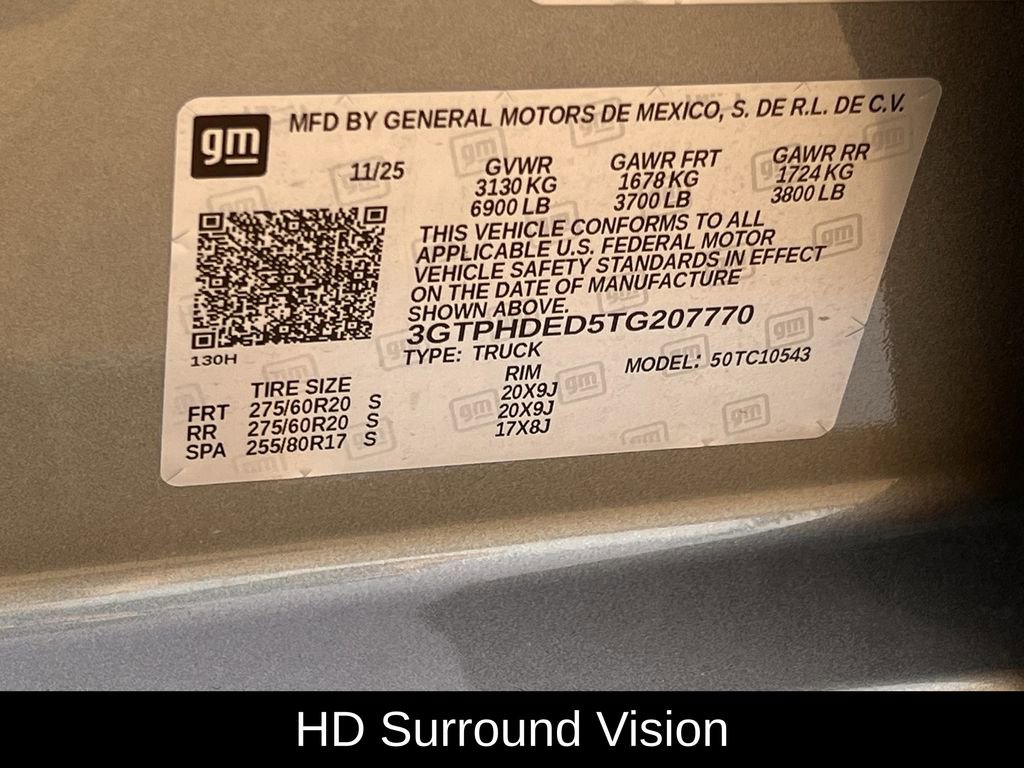 gm MFD BY GENERAL MOTORS DE MEXICO, S. DE R.L. DE C.V.
11/25 GVWR GAWR FRT GAWR RR
3130 KG 1678 KG 1724 KG
6900 LB 3700 LB 3800 LB
THIS VEHICLE CONFORMS TO ALL
APPLICABLE U.S. FEDERAL MOTOR
VEHICLE SAFETY STANDARDS IN EFFECT
ON THE DATE OF MANUFACTURE
SHOWN ABOVE.
3GTPHDED5TG207770
130H TYPE: TRUCK MODEL: 50TC10543
TIRE SIZE RIM
FRT 275/60R20 S 20X9J
RR 275/60R20 S 20X9J
SPA 255/80R17 S 17X8J
HD Surround Vision